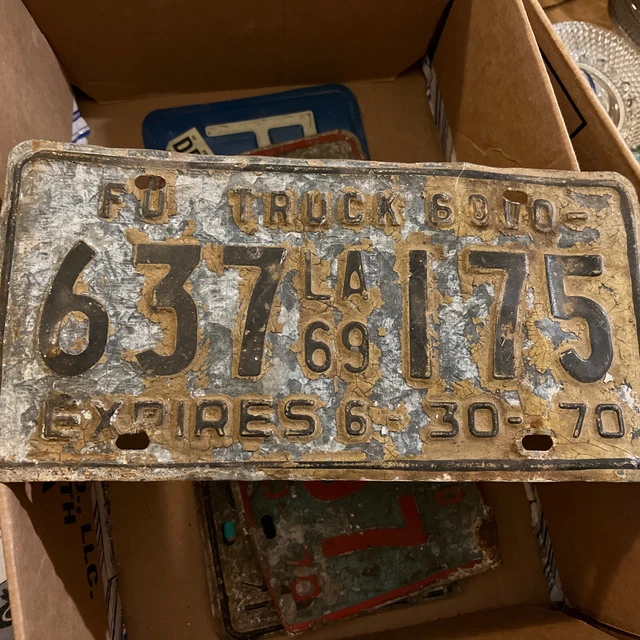 FU TRUCK 6000-
637 LA 69 175
EXPIRES 6-30-70